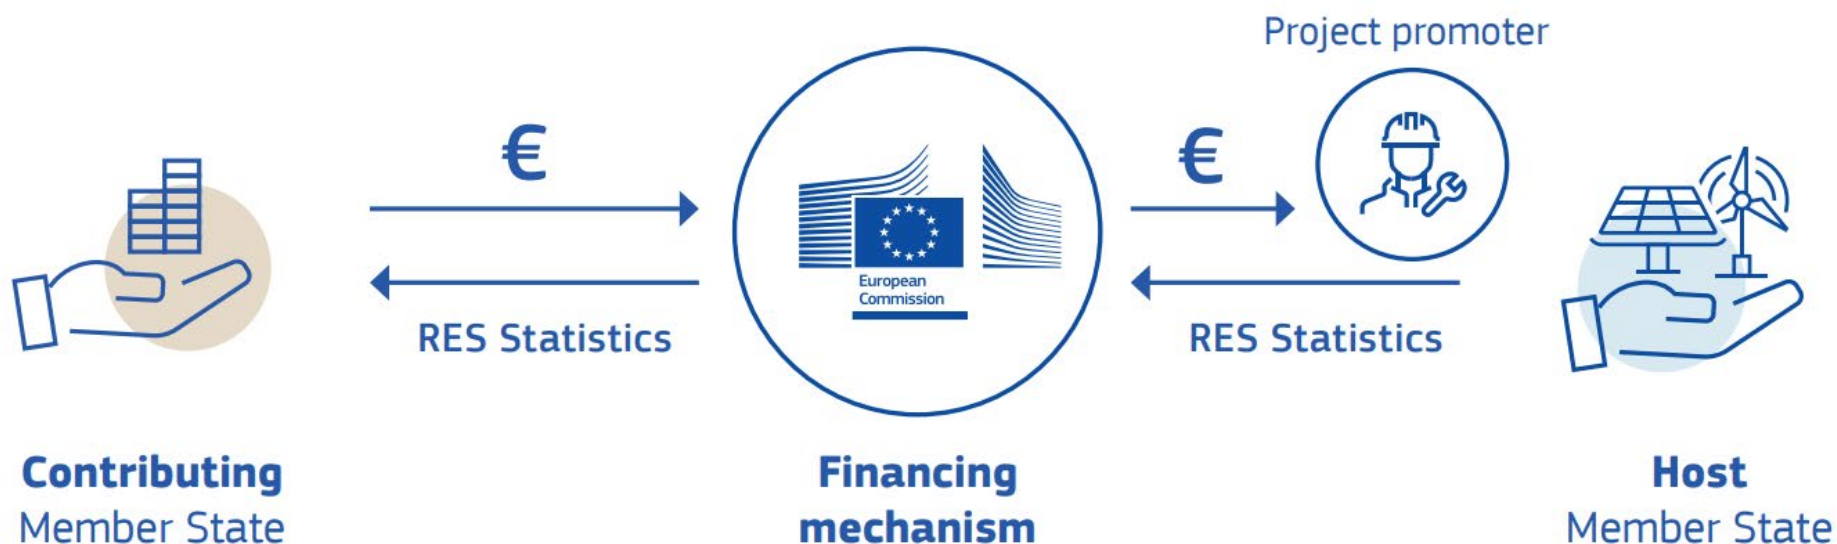 Project promoter
€
€
European
Commission
RES Statistics
RES Statistics
Contributing
Member State
Financing
mechanism
Host
Member State